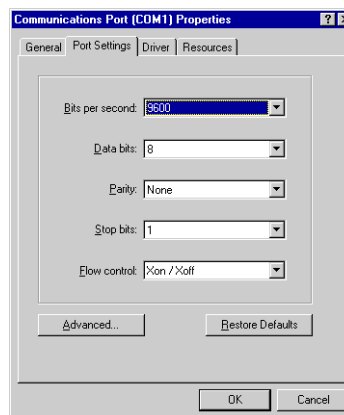 Communications Port (COM1) Properties
General Port Settings Driver Resources
Bits per second: 9600
Data bits: 8
Parity: None
Stop bits: 1
Flow control: Xon / Xoff
Advanced... Restore Defaults
OK Cancel